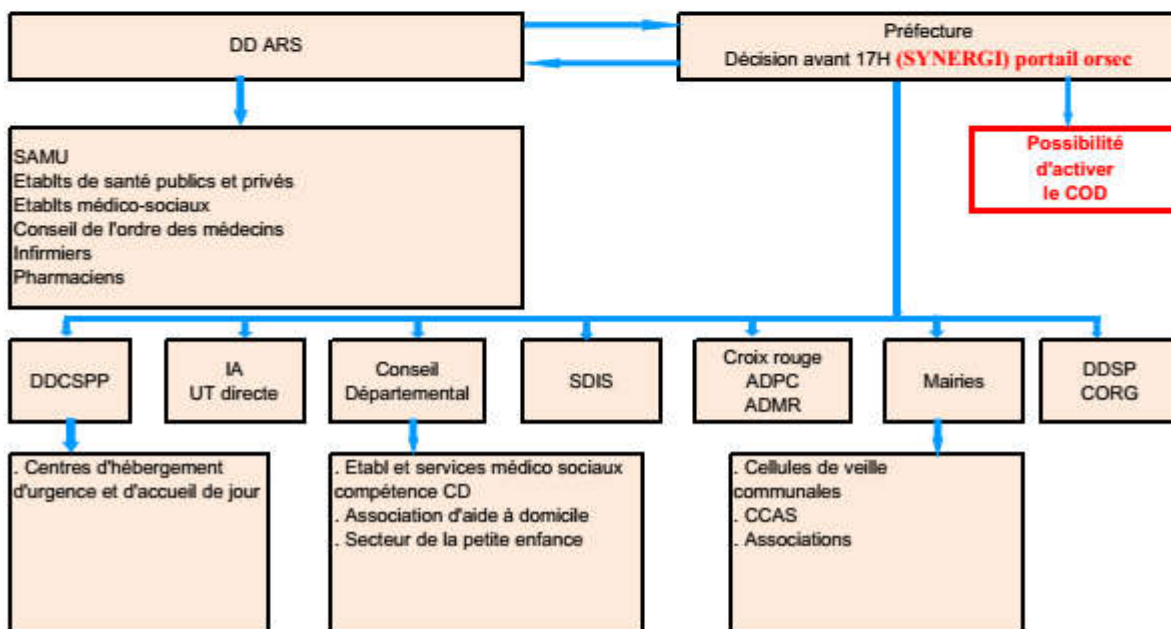 DD ARS
Préfecture
Décision avant 17H (SYNERGI) portail orsec
SAMU
Etablts de santé publics et privés
Etablts médico-sociaux
Conseil de l'ordre des médecins
Infirmiers
Pharmaciens
Possibilité
d'activer
le COD
DDCSPP
IA
UT directe
Conseil
Départemental
SDIS
Croix rouge
ADPC
ADMR
Mairies
DDSP
CORG
. Centres d'hébergement
d'urgence et d'accueil de jour
. Etabl et services médico sociaux
compétence CD
. Association d'aide à domicile
. Secteur de la petite enfance
. Cellules de veille
communales
. CCAS
. Associations